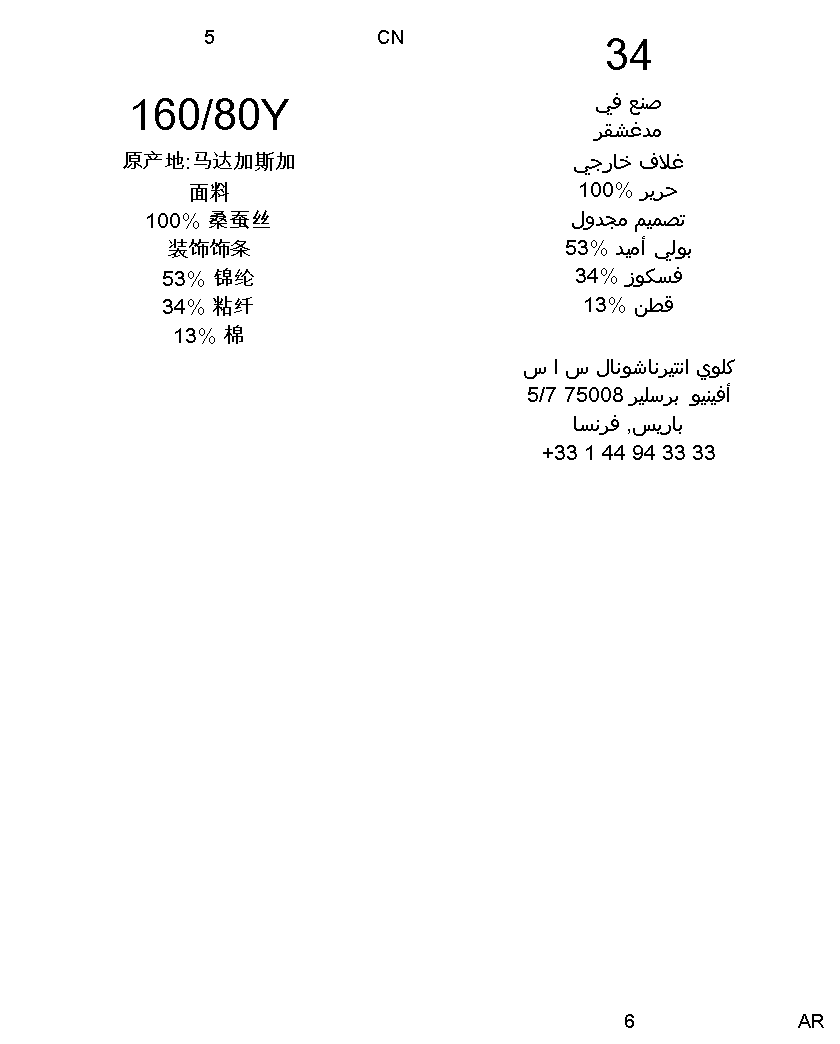 5
CN
160/80Y
原产地:马达加斯加
面料
100% 桑蚕丝
装饰饰条
53% 锦纶
34% 粘纤
13% 棉
34
صنع في
مدغشقر
غلاف خارجي
100% حرير
تصميم مجدول
53% بولي أميد
34% فسكوز
13% قطن
كلوي انتيرناشونال س ا س
5/7 أفينيو برسلير 75008
باريس, فرنسا
+33 1 44 94 33 33
6
AR